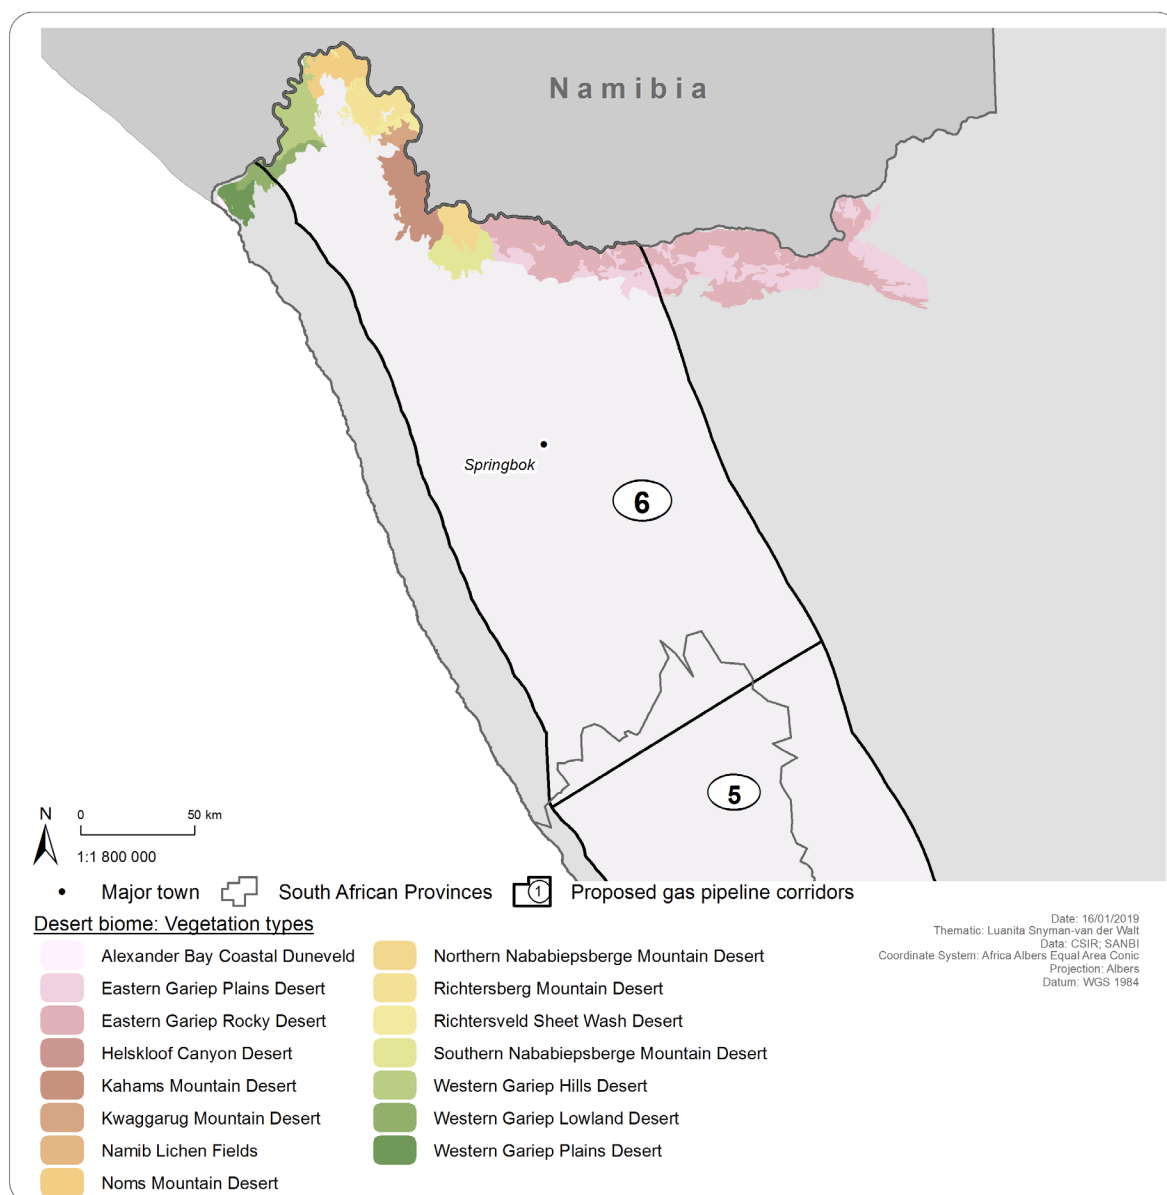 Namibia
Springbok
6
5
N
0 50 km
1:1 800 000
Major town
South African Provinces
1
Proposed gas pipeline corridors
Desert biome: Vegetation types
Alexander Bay Coastal Duneveld
Eastern Gariep Plains Desert
Eastern Gariep Rocky Desert
Helskloof Canyon Desert
Kahams Mountain Desert
Kwaggarug Mountain Desert
Namib Lichen Fields
Noms Mountain Desert
Northern Nababiepsberge Mountain Desert
Richtersberg Mountain Desert
Richtersveld Sheet Wash Desert
Southern Nababiepsberge Mountain Desert
Western Gariep Hills Desert
Western Gariep Lowland Desert
Western Gariep Plains Desert
Date: 16/01/2019
Thematic: Luanita Snyman-van der Walt
Data: CSIR; SANBI
Coordinate System: Africa Albers Equal Area Conic
Projection: Albers
Datum: WGS 1984